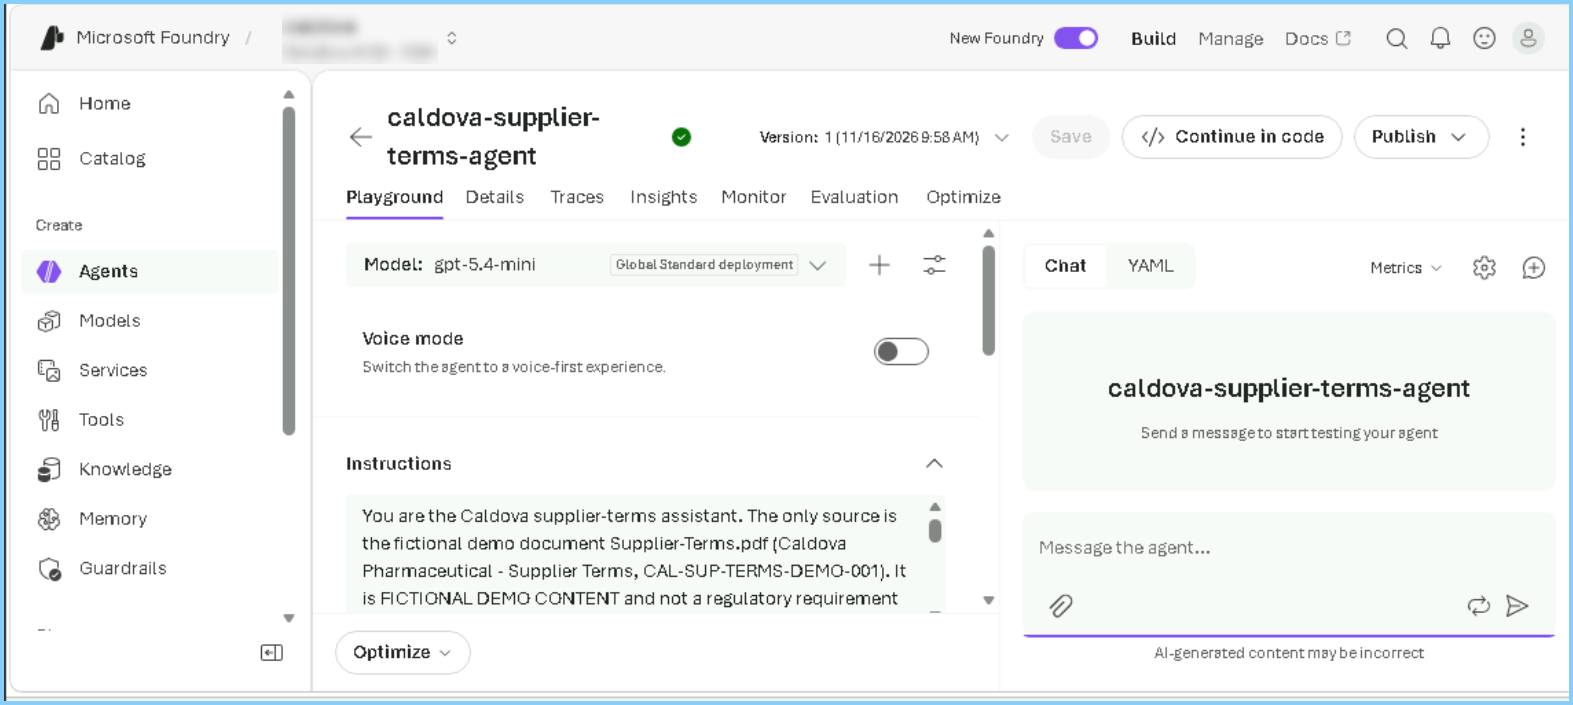 Microsoft Foundry /
New Foundry
Build
Manage
Docs
Home
Catalog
Create
Agents
Models
Services
Tools
Knowledge
Memory
Guardrails
caldova-supplier-
terms-agent
Version: 1 (11/16/2026 9:58 AM)
Save
Continue in code
Publish
Playground
Details
Traces
Insights
Monitor
Evaluation
Optimize
Model: gpt-5.4-mini
Global Standard deployment
Voice mode
Switch the agent to a voice-first experience.
Instructions
You are the Caldova supplier-terms assistant. The only source is
the fictional demo document Supplier-Terms.pdf (Caldova
Pharmaceutical - Supplier Terms, CAL-SUP-TERMS-DEMO-001). It
is FICTIONAL DEMO CONTENT and not a regulatory requirement
Optimize
Chat
YAML
Metrics
caldova-supplier-terms-agent
Send a message to start testing your agent
Message the agent...
AI-generated content may be incorrect